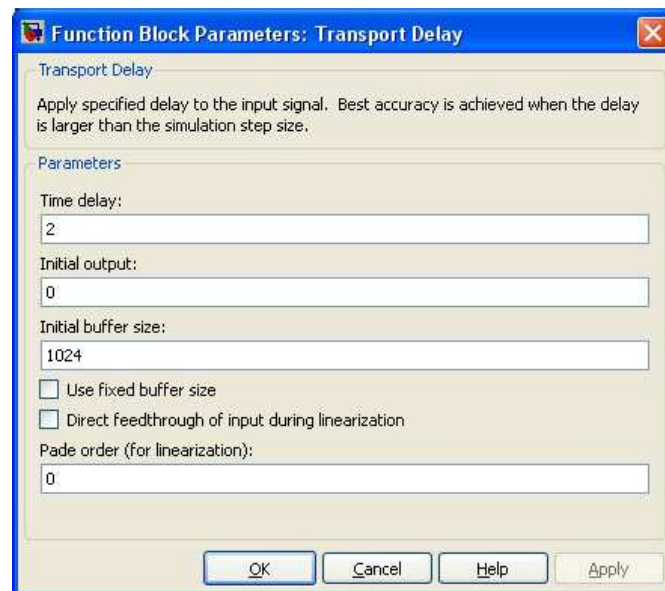 Function Block Parameters: Transport Delay
Transport Delay
Apply specified delay to the input signal.  Best accuracy is achieved when the delay
is larger than the simulation step size.
Parameters
Time delay:
2
Initial output:
0
Initial buffer size:
1024
Use fixed buffer size
Direct feedthrough of input during linearization
Pade order (for linearization):
0
OK Cancel Help Apply